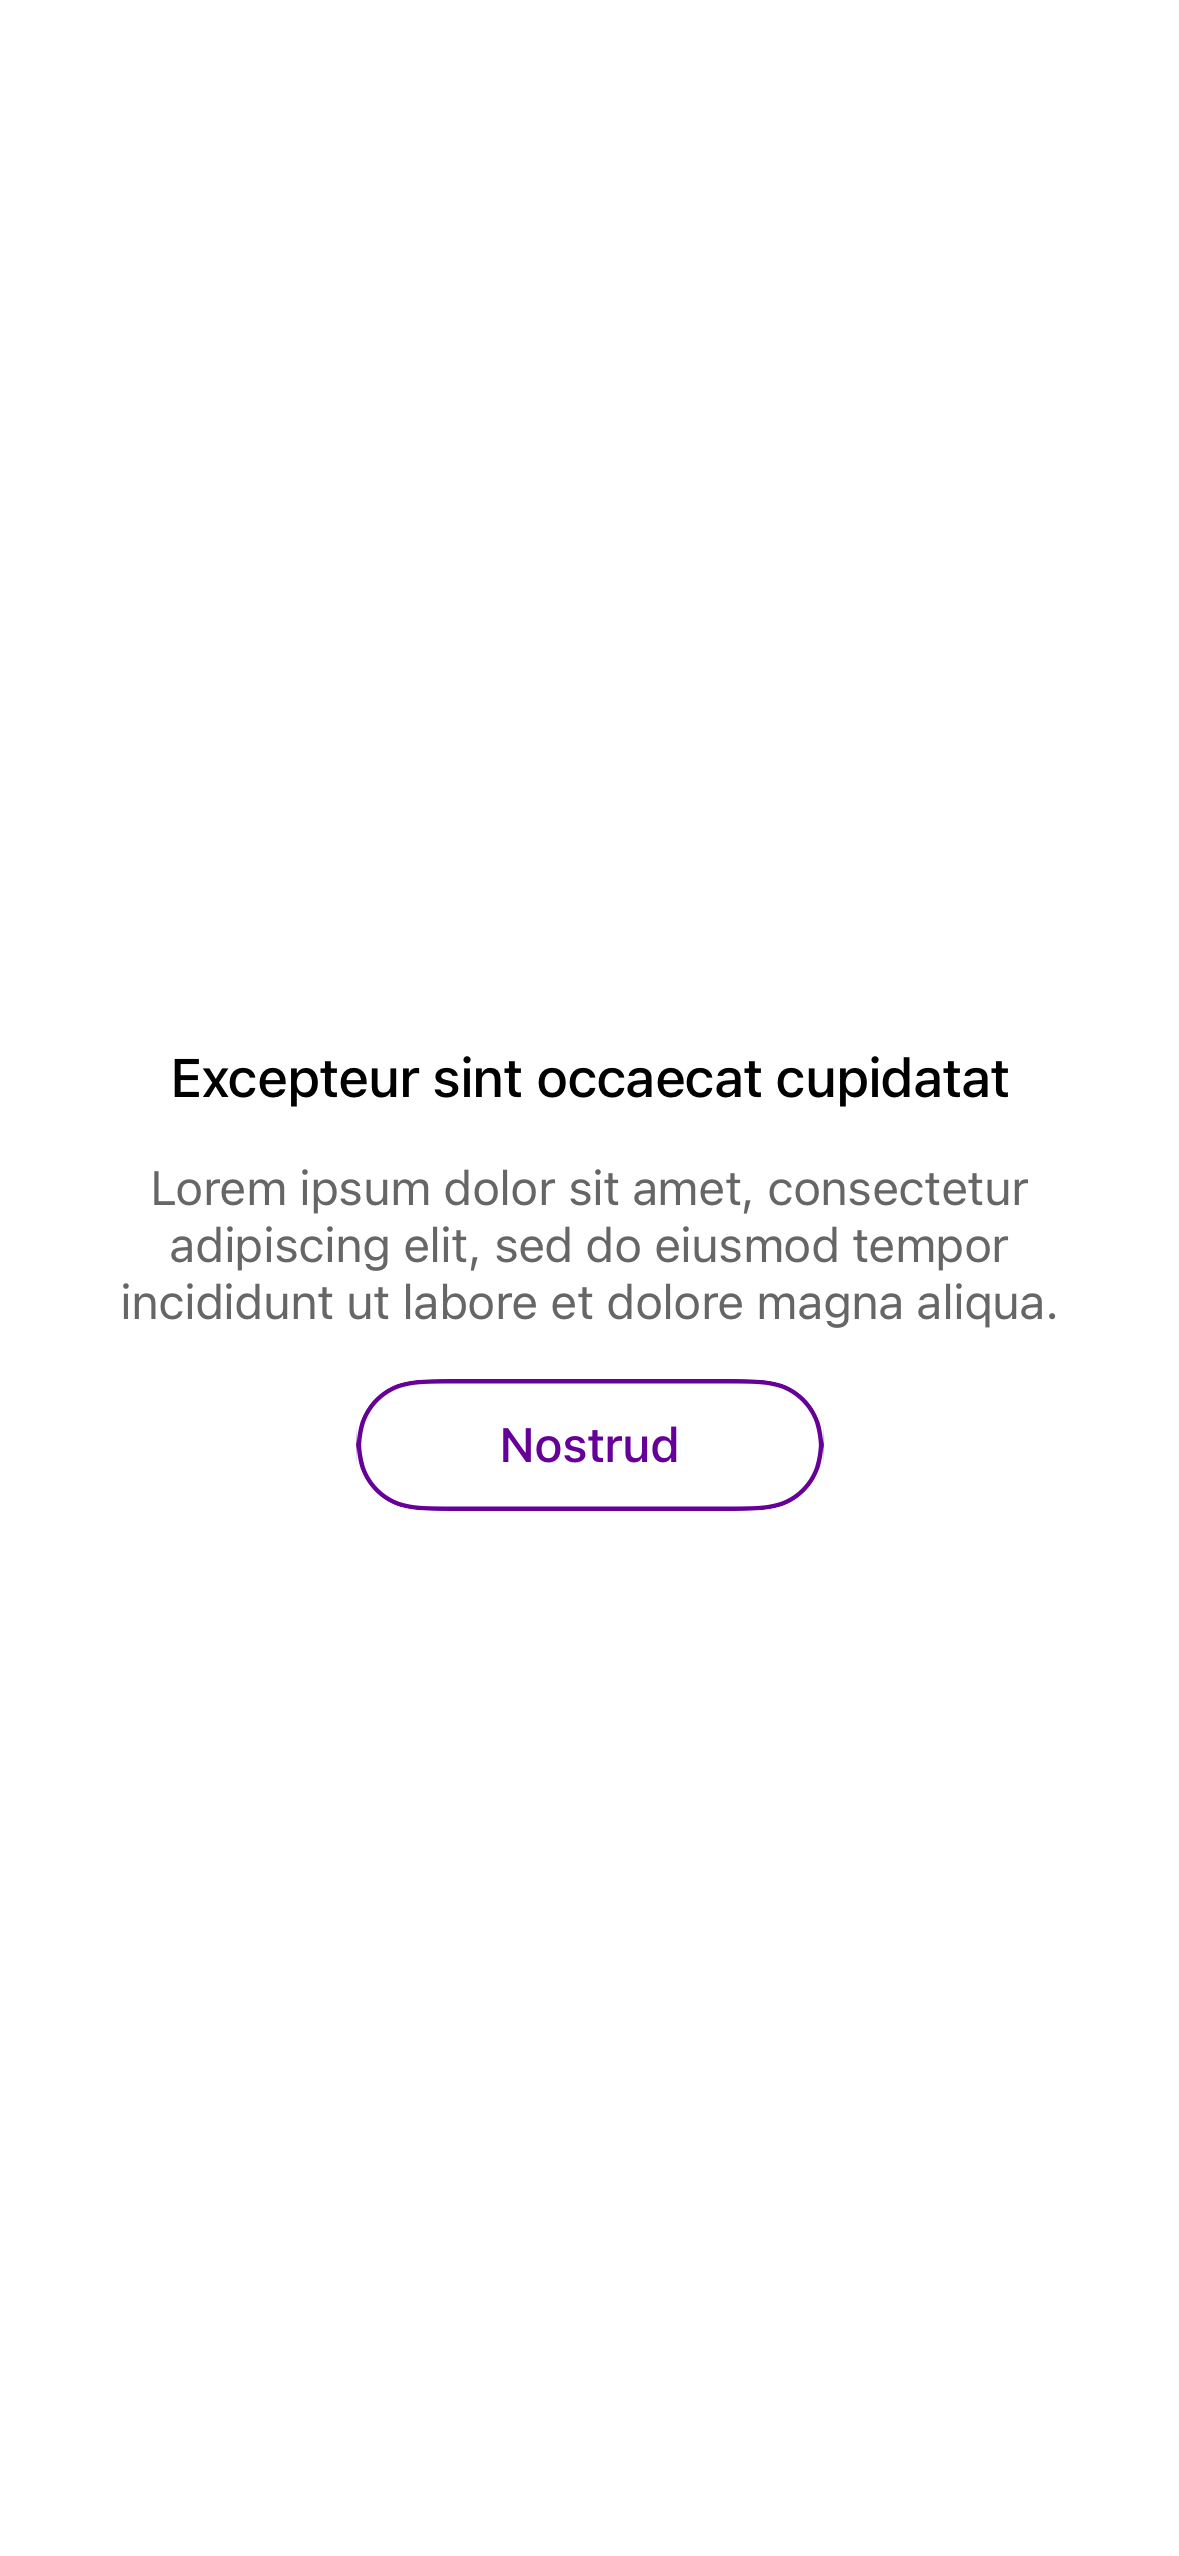 Excepteur sint occaecat cupidatat
Lorem ipsum dolor sit amet, consectetur
adipiscing elit, sed do eiusmod tempor
incididunt ut labore et dolore magna aliqua.
Nostrud